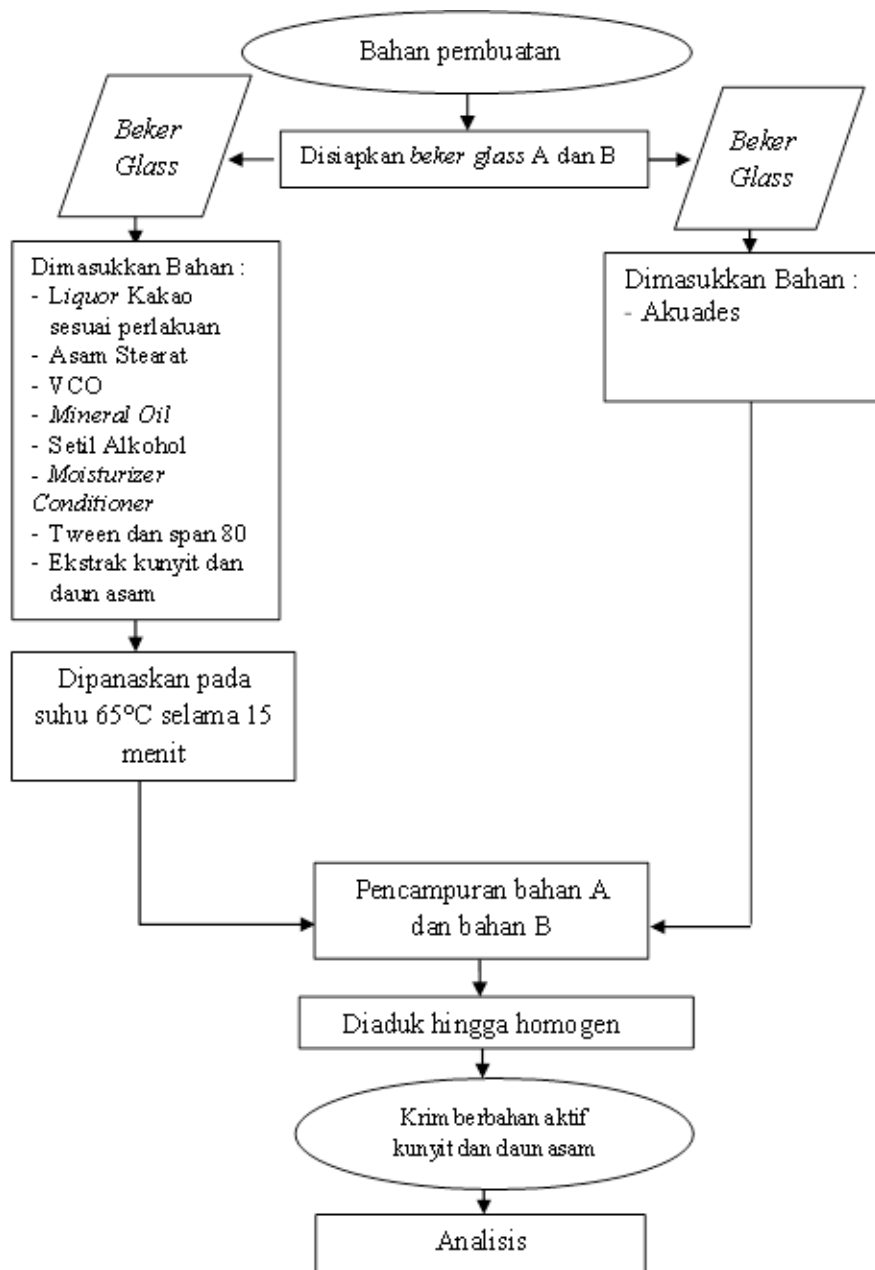 Bahan pembuatan
Beker
Glass
Disiapkan beker glass A dan B
Beker
Glass
Dimasukkan Bahan :
- Liquor Kakao
sesuai perlakuan
- Asam Stearat
- VCO
- Mineral Oil
- Setil Alkohol
- Moisturizer
Conditioner
- Tween dan span 80
- Ekstrak kunyit dan
daun asam
Dimasukkan Bahan :
- Akuades
Dipanaskan pada
suhu 65°C selama 15
menit
Pencampuran bahan A
dan bahan B
Diaduk hingga homogen
Krim berbahan aktif
kunyit dan daun asam
Analisis